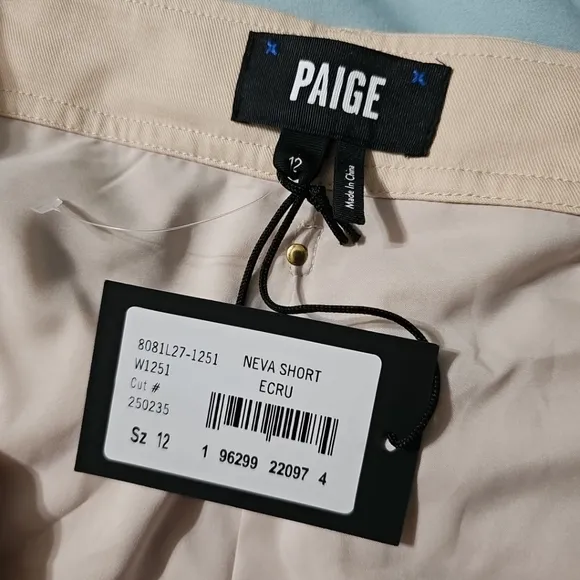 PAIGE
12
Made In China
8081L27-1251
W1251
Cut #
250235
Sz 12
NEVA SHORT
ECRU
1 96299 22097 4